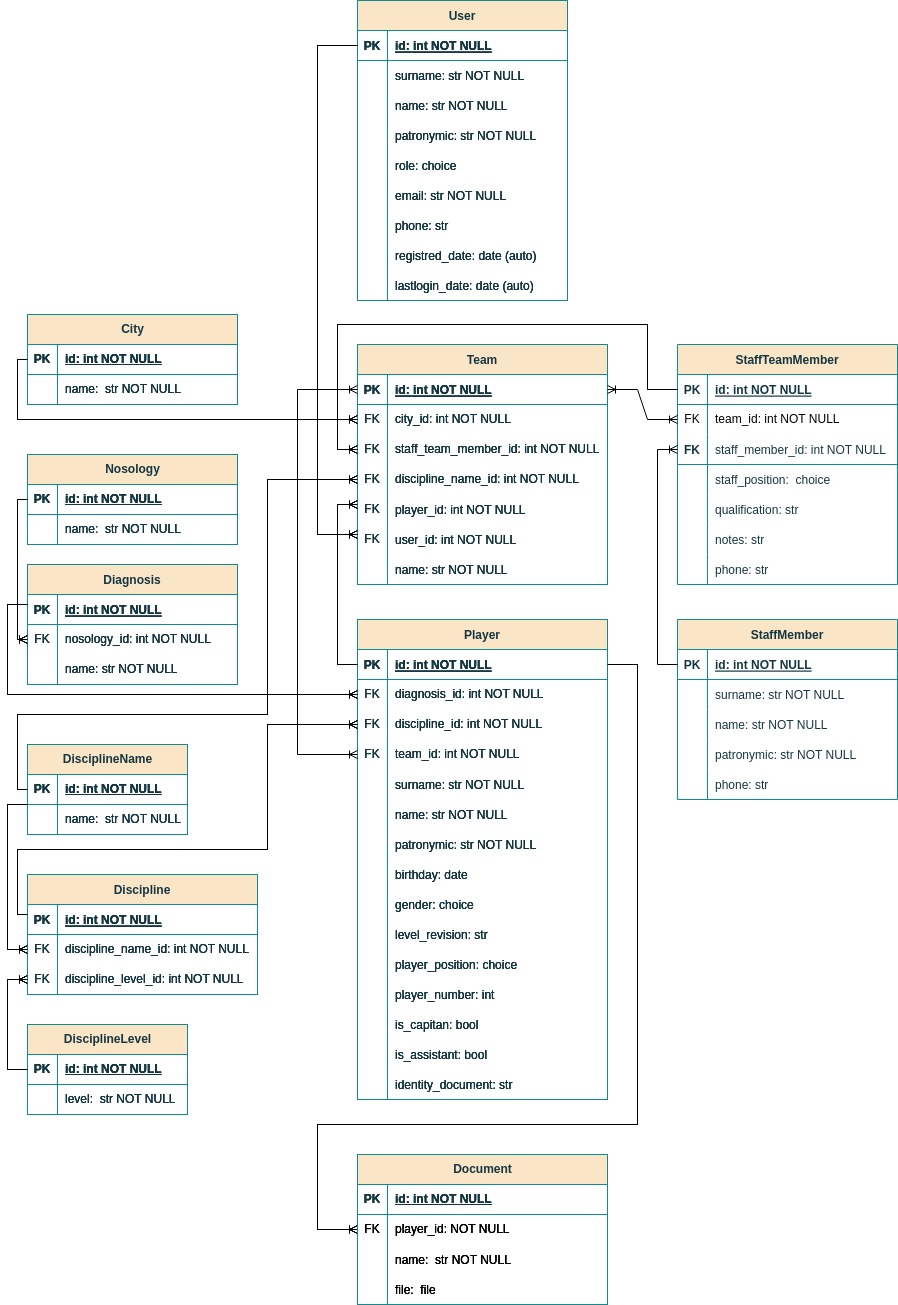 User
PK id: int NOT NULL
surname: str NOT NULL
name: str NOT NULL
patronymic: str NOT NULL
role: choice
email: str NOT NULL
phone: str
registred_date: date (auto)
lastlogin_date: date (auto)
City
PK id: int NOT NULL
name: str NOT NULL
Team
PK id: int NOT NULL
FK city_id: int NOT NULL
FK staff_team_member_id: int NOT NULL
FK discipline_name_id: int NOT NULL
FK player_id: int NOT NULL
FK user_id: int NOT NULL
name: str NOT NULL
StaffTeamMember
PK id: int NOT NULL
FK team_id: int NOT NULL
FK staff_member_id: int NOT NULL
staff_position: choice
qualification: str
notes: str
phone: str
Nosology
PK id: int NOT NULL
name: str NOT NULL
Diagnosis
PK id: int NOT NULL
FK nosology_id: int NOT NULL
name: str NOT NULL
Player
PK id: int NOT NULL
FK diagnosis_id: int NOT NULL
FK discipline_id: int NOT NULL
FK team_id: int NOT NULL
surname: str NOT NULL
name: str NOT NULL
patronymic: str NOT NULL
birthday: date
gender: choice
level_revision: str
player_position: choice
player_number: int
is_capitan: bool
is_assistant: bool
identity_document: str
StaffMember
PK id: int NOT NULL
surname: str NOT NULL
name: str NOT NULL
patronymic: str NOT NULL
phone: str
DisciplineName
PK id: int NOT NULL
name: str NOT NULL
Discipline
PK id: int NOT NULL
FK discipline_name_id: int NOT NULL
FK discipline_level_id: int NOT NULL
DisciplineLevel
PK id: int NOT NULL
level: str NOT NULL
Document
PK id: int NOT NULL
FK player_id: NOT NULL
name: str NOT NULL
file: file